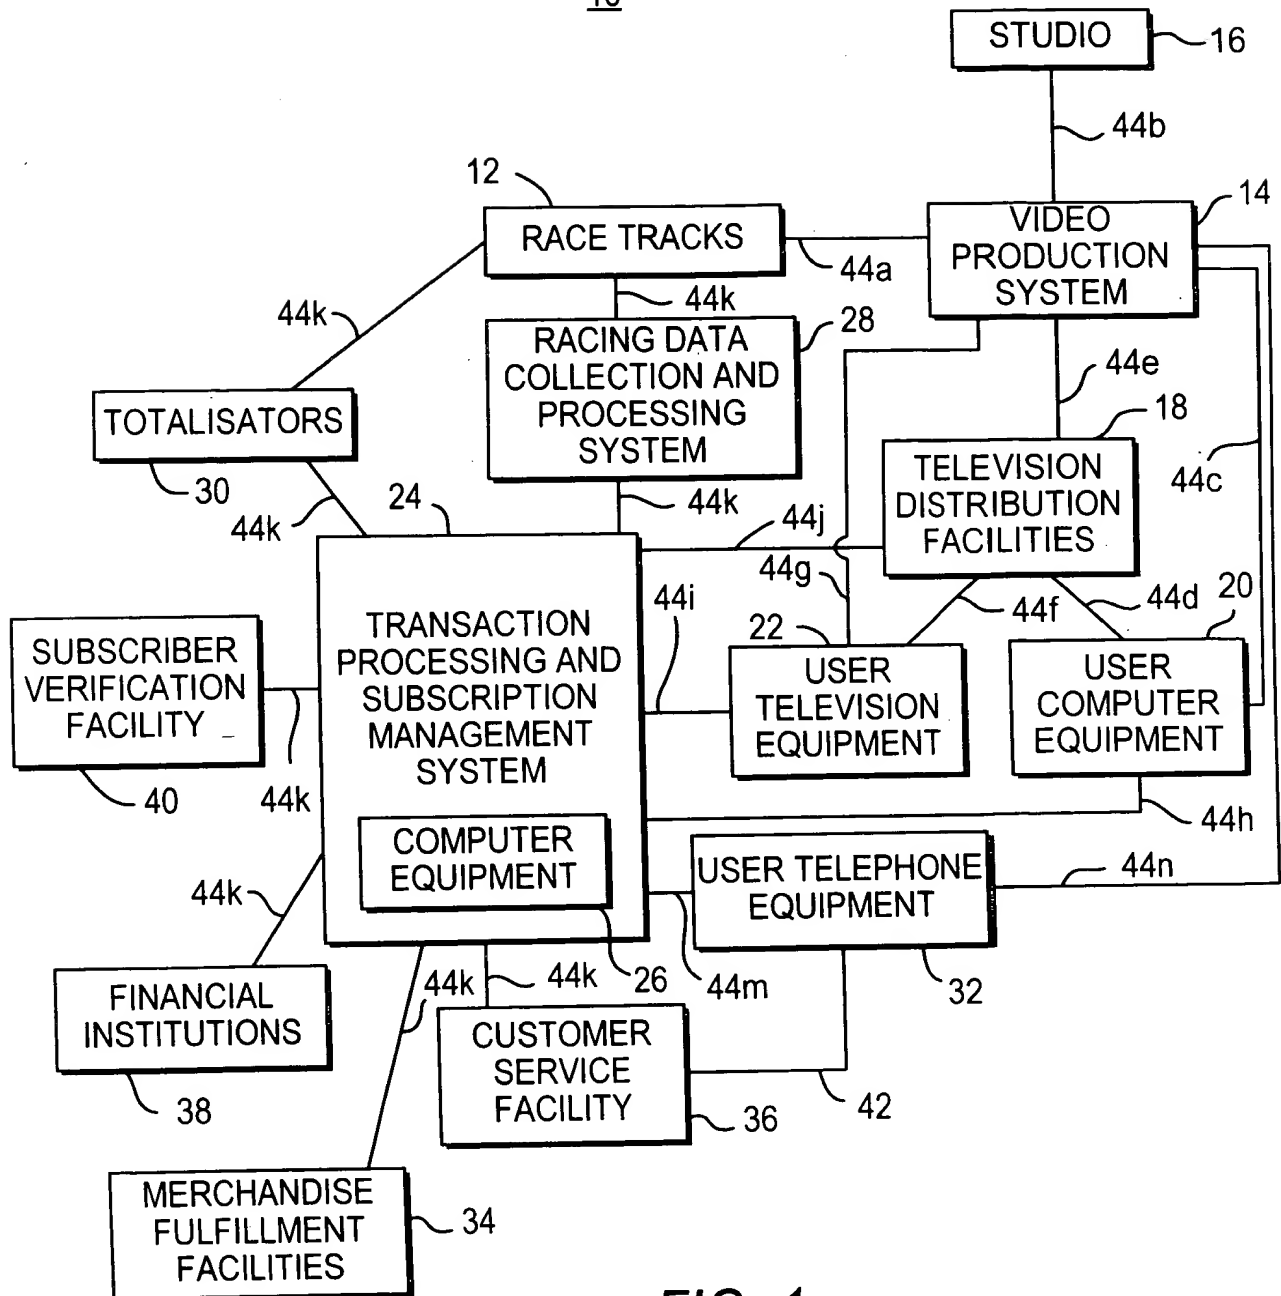 STUDIO
16
44b
12
14
RACE TRACKS
VIDEO
PRODUCTION
SYSTEM
44a
44k
44k
28
RACING DATA
COLLECTION AND
PROCESSING
SYSTEM
44e
18
TOTALISATORS
30
44k
24
44k
44j
TELEVISION
DISTRIBUTION
FACILITIES
44c
44g
44i
22
44f
44d
20
SUBSCRIBER
VERIFICATION
FACILITY
40
44k
TRANSACTION
PROCESSING AND
SUBSCRIPTION
MANAGEMENT
SYSTEM
USER
TELEVISION
EQUIPMENT
USER
COMPUTER
EQUIPMENT
44h
COMPUTER
EQUIPMENT
26
USER TELEPHONE
EQUIPMENT
44n
44m
32
44k
FINANCIAL
INSTITUTIONS
38
44k
44k
CUSTOMER
SERVICE
FACILITY
36
42
MERCHANDISE
FULFILLMENT
FACILITIES
34